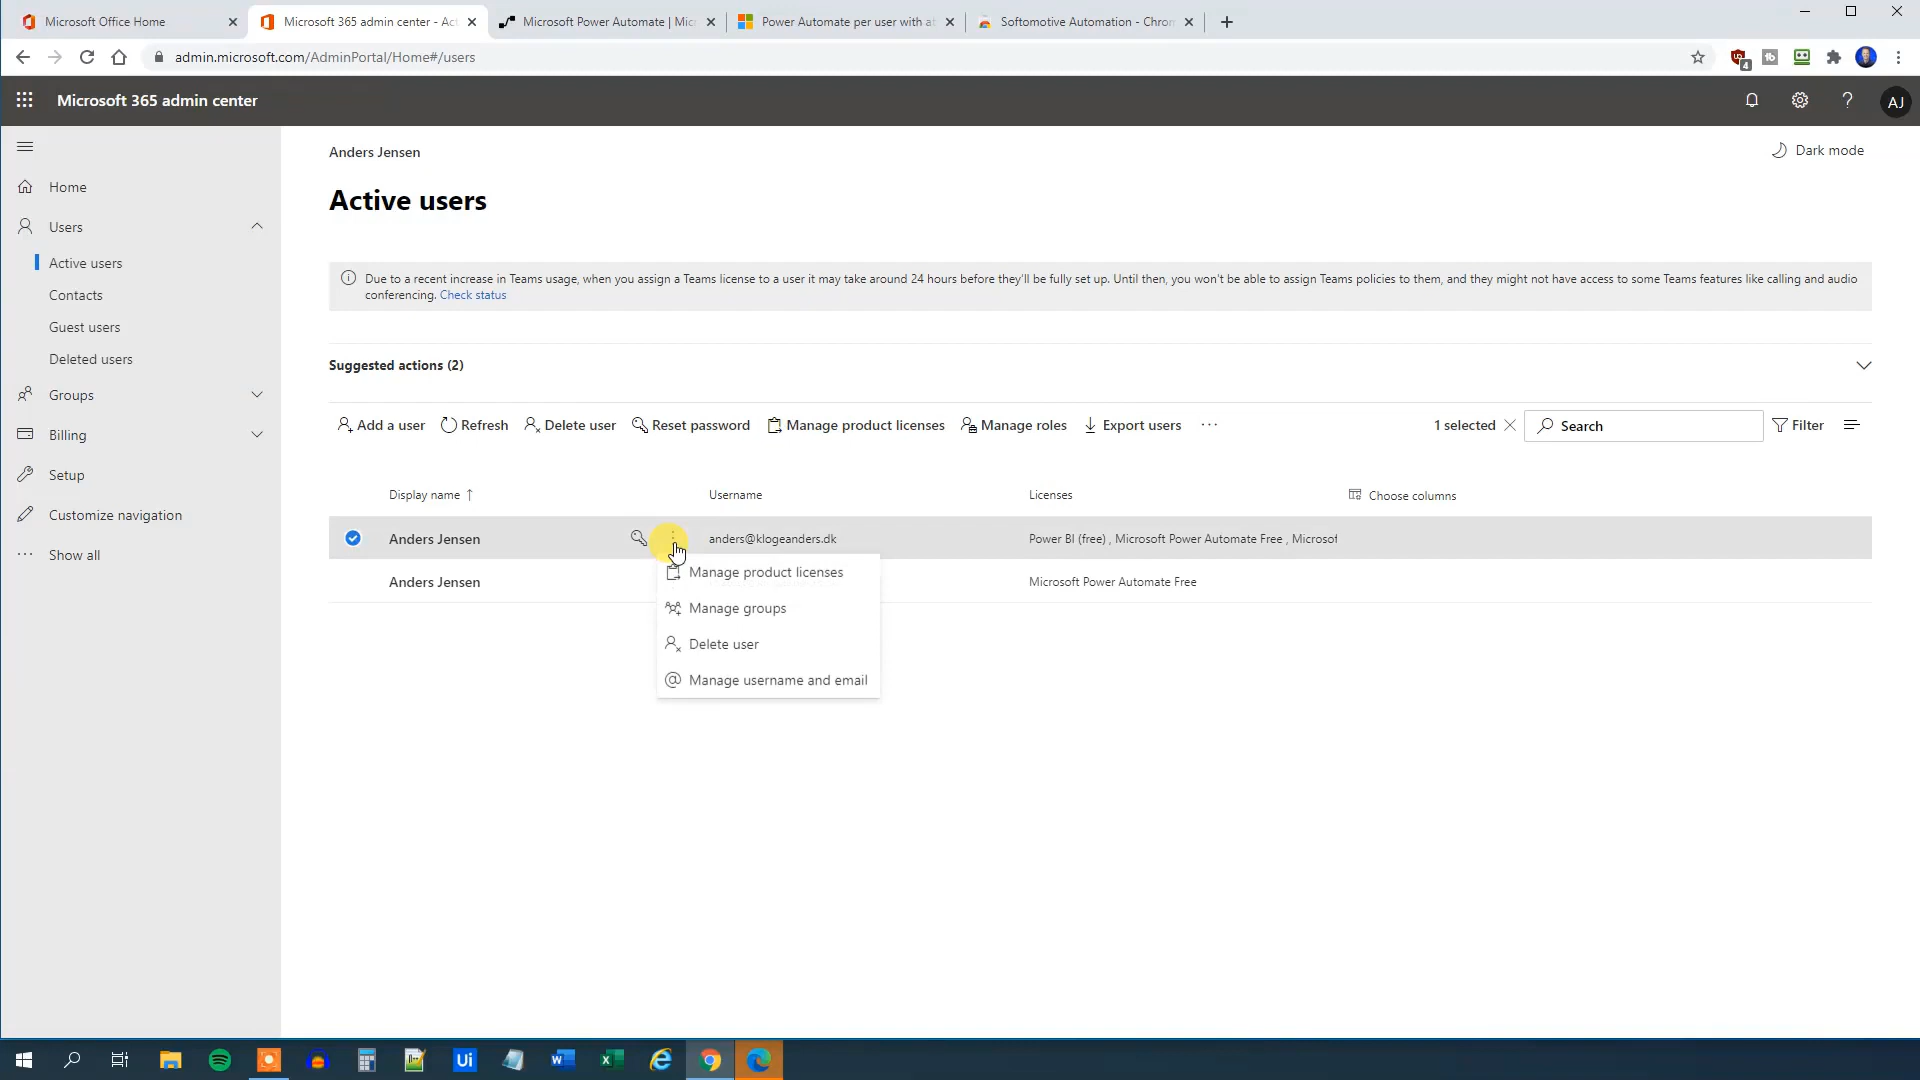 Microsoft Office Home
Microsoft 365 admin center - Act
Microsoft Power Automate | Mic
Power Automate per user with at
Softomotive Automation - Chrom
admin.microsoft.com/AdminPortal/Home#/users
4
Microsoft 365 admin center
AJ
Anders Jensen
Dark mode
Home
Active users
Users
Active users
Contacts
Guest users
Deleted users
Groups
Billing
Setup
Customize navigation
Show all
Due to a recent increase in Teams usage, when you assign a Teams license to a user it may take around 24 hours before they'll be fully set up. Until then, you won't be able to assign Teams policies to them, and they might not have access to some Teams features like calling and audio
conferencing. Check status
Suggested actions (2)
Add a user Refresh Delete user Reset password Manage product licenses Manage roles Export users ··· 1 selected Search Filter
Display name ↑ Username Licenses Choose columns
Anders Jensen anders@klogeanders.dk Power BI (free) , Microsoft Power Automate Free , Microsof
Anders Jensen Microsoft Power Automate Free
Manage product licenses
Manage groups
Delete user
Manage username and email
Ui